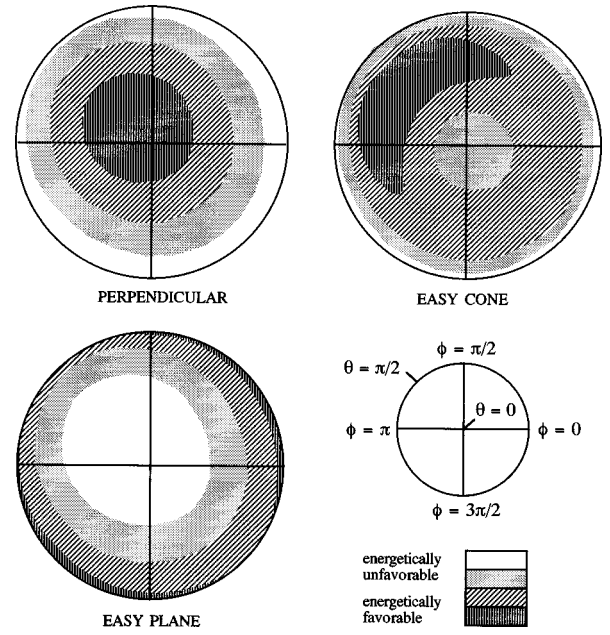 PERPENDICULAR
EASY CONE
EASY PLANE
ϕ = π/2
θ = π/2
θ = 0
ϕ = π
ϕ = 0
ϕ = 3π/2
energetically
unfavorable
energetically
favorable